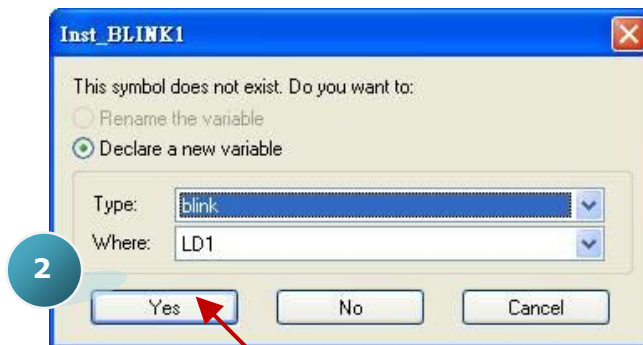 Inst_BLINK1
This symbol does not exist. Do you want to:
Rename the variable
Declare a new variable
Type: blink
Where: LD1
2
Yes No Cancel